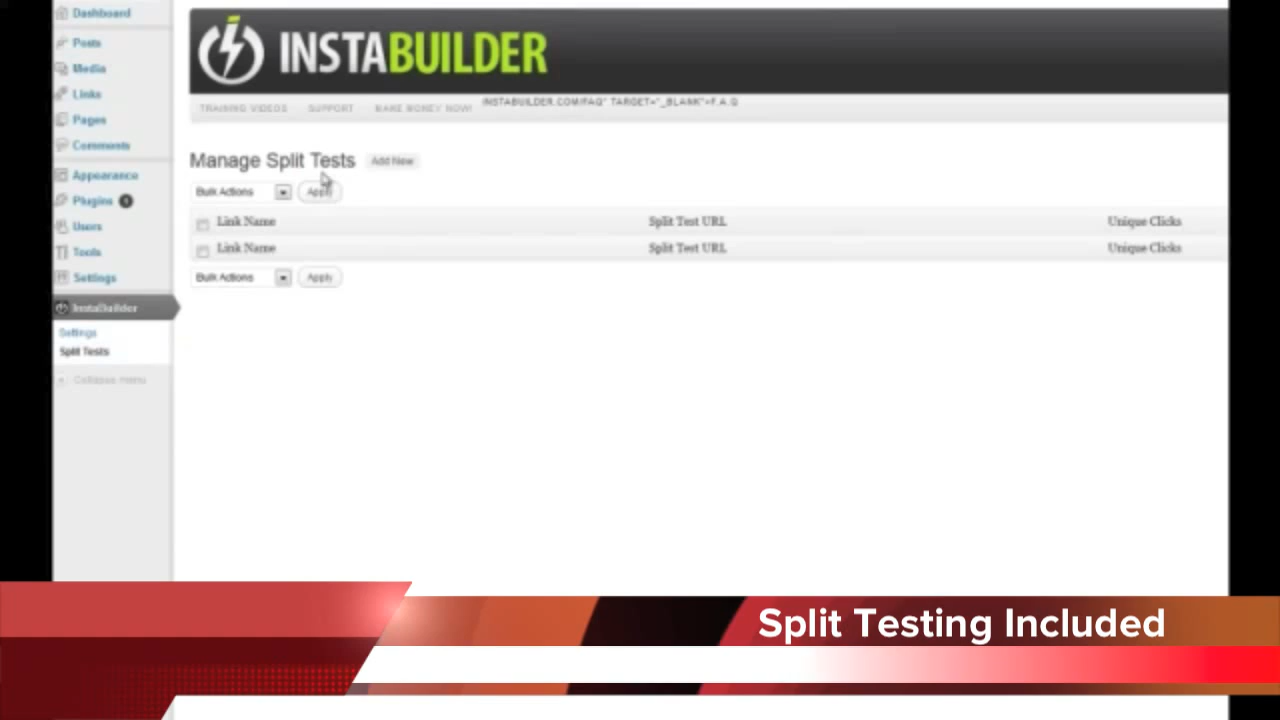 Dashboard
Posts
Media
Links
Pages
Comments
Appearance
Plugins
Users
Tools
Settings
InstaBuilder
Settings
Split Tests
Collapse menu
INSTABUILDER
TRAINING VIDEOS SUPPORT MAKE MONEY NOW! INSTABUILDER.COM/FAQ" TARGET="_BLANK">F.A.Q
Manage Split Tests Add New
Bulk Actions Apply
Link Name Split Test URL Unique Clicks
Link Name Split Test URL Unique Clicks
Bulk Actions Apply
Split Testing Included